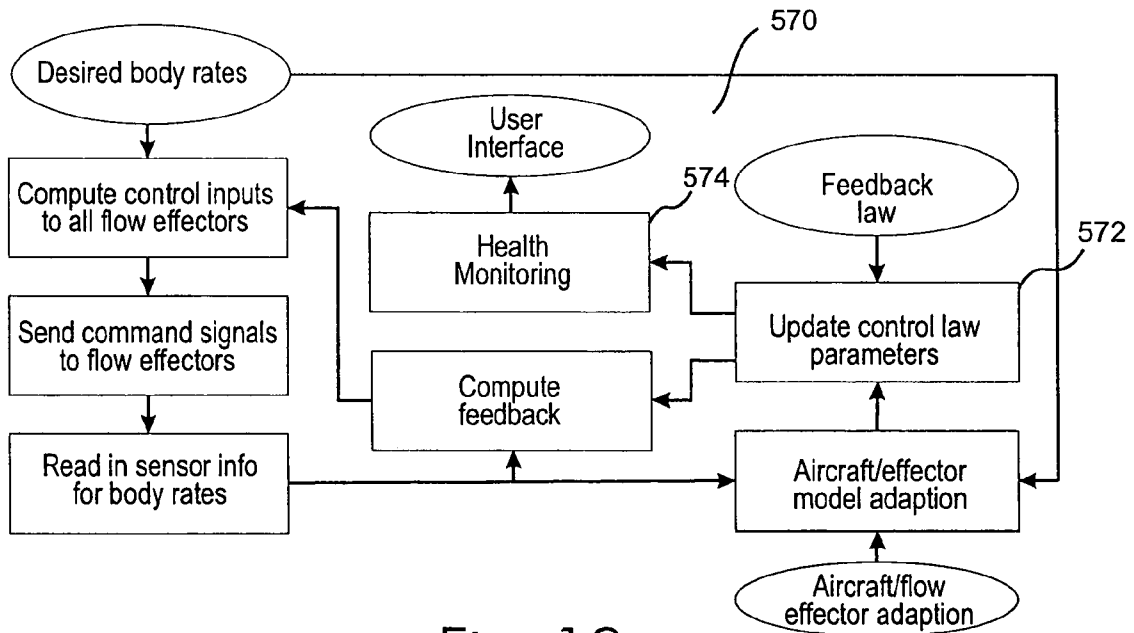 570
Desired body rates
User
Interface
574
Feedback
law
572
Compute control inputs
to all flow effectors
Health
Monitoring
Send command signals
to flow effectors
Update control law
parameters
Compute
feedback
Read in sensor info
for body rates
Aircraft/effector
model adaption
Aircraft/flow
effector adaption